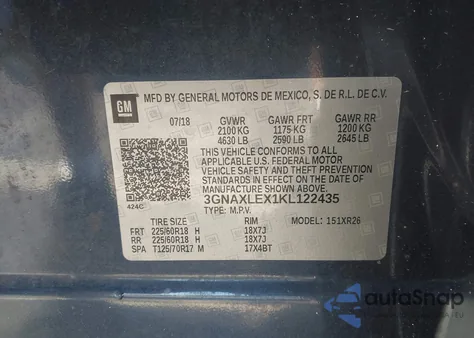 GM
MFD BY GENERAL MOTORS DE MEXICO, S. DE R.L. DE C.V.
07/18 GVWR GAWR FRT GAWR RR
2100 KG 1175 KG 1200 KG
4630 LB 2590 LB 2645 LB
THIS VEHICLE CONFORMS TO ALL
APPLICABLE U.S. FEDERAL MOTOR
VEHICLE SAFETY AND THEFT PREVENTION
STANDARDS IN EFFECT ON THE DATE OF
MANUFACTURE SHOWN ABOVE.
424C 3GNAXLEX1KL122435
TYPE: M.P.V.
TIRE SIZE RIM MODEL: 151XR26
FRT 225/60R18 H 18X7J
RR 225/60R18 H 18X7J
SPA T125/70R17 M 17X4BT
autoSnap